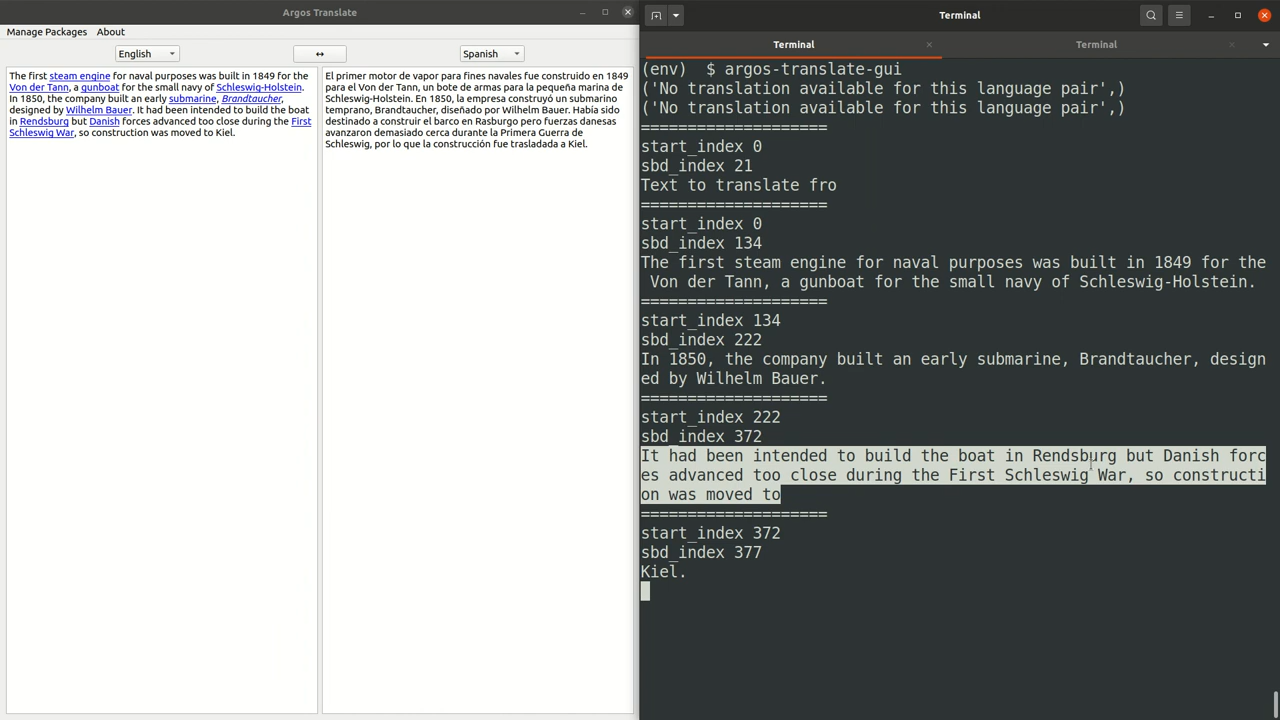 Argos Translate
Manage Packages About
English ↔ Spanish
The first steam engine for naval purposes was built in 1849 for the
Von der Tann, a gunboat for the small navy of Schleswig-Holstein.
In 1850, the company built an early submarine, Brandtaucher,
designed by Wilhelm Bauer. It had been intended to build the boat
in Rendsburg but Danish forces advanced too close during the First
Schleswig War, so construction was moved to Kiel.
El primer motor de vapor para fines navales fue construido en 1849
para el Von der Tann, un bote de armas para la pequeña marina de
Schleswig-Holstein. En 1850, la empresa construyó un submarino
temprano, Brandtaucher, diseñado por Wilhelm Bauer. Había sido
destinado a construir el barco en Rasburgo pero fuerzas danesas
avanzaron demasiado cerca durante la Primera Guerra de
Schleswig, por lo que la construcción fue trasladada a Kiel.
Terminal
Terminal
Terminal
(env)  $ argos-translate-gui
('No translation available for this language pair',)
('No translation available for this language pair',)
====================
start_index 0
sbd_index 21
Text to translate fro
====================
start_index 0
sbd_index 134
The first steam engine for naval purposes was built in 1849 for the
Von der Tann, a gunboat for the small navy of Schleswig-Holstein.
====================
start_index 134
sbd_index 222
In 1850, the company built an early submarine, Brandtaucher, design
ed by Wilhelm Bauer.
====================
start_index 222
sbd_index 372
It had been intended to build the boat in Rendsburg but Danish forc
es advanced too close during the First Schleswig War, so constructi
on was moved to
====================
start_index 372
sbd_index 377
Kiel.